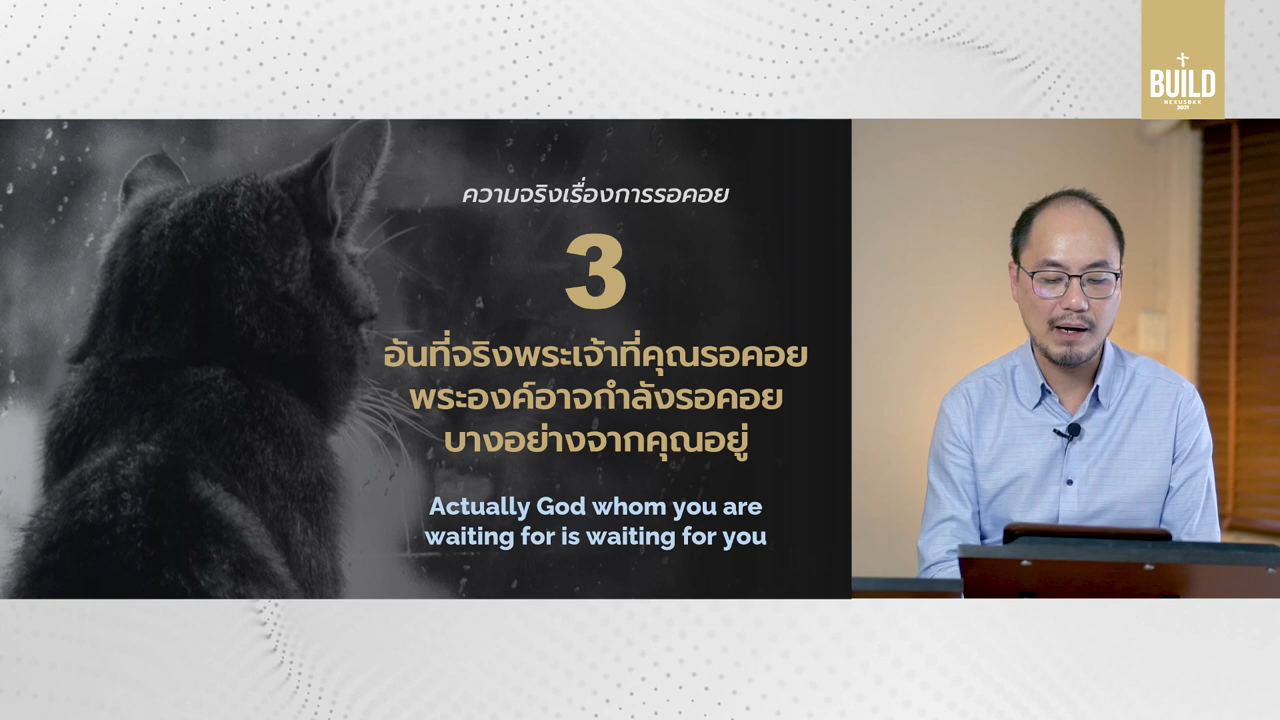 BUILD
NEXUSBKK
2021
ความจริงเรื่องการรอคอย
3
อันที่จริงพระเจ้าที่คุณรอคอย
พระองค์อาจกำลังรอคอย
บางอย่างจากคุณอยู่
Actually God whom you are
waiting for is waiting for you